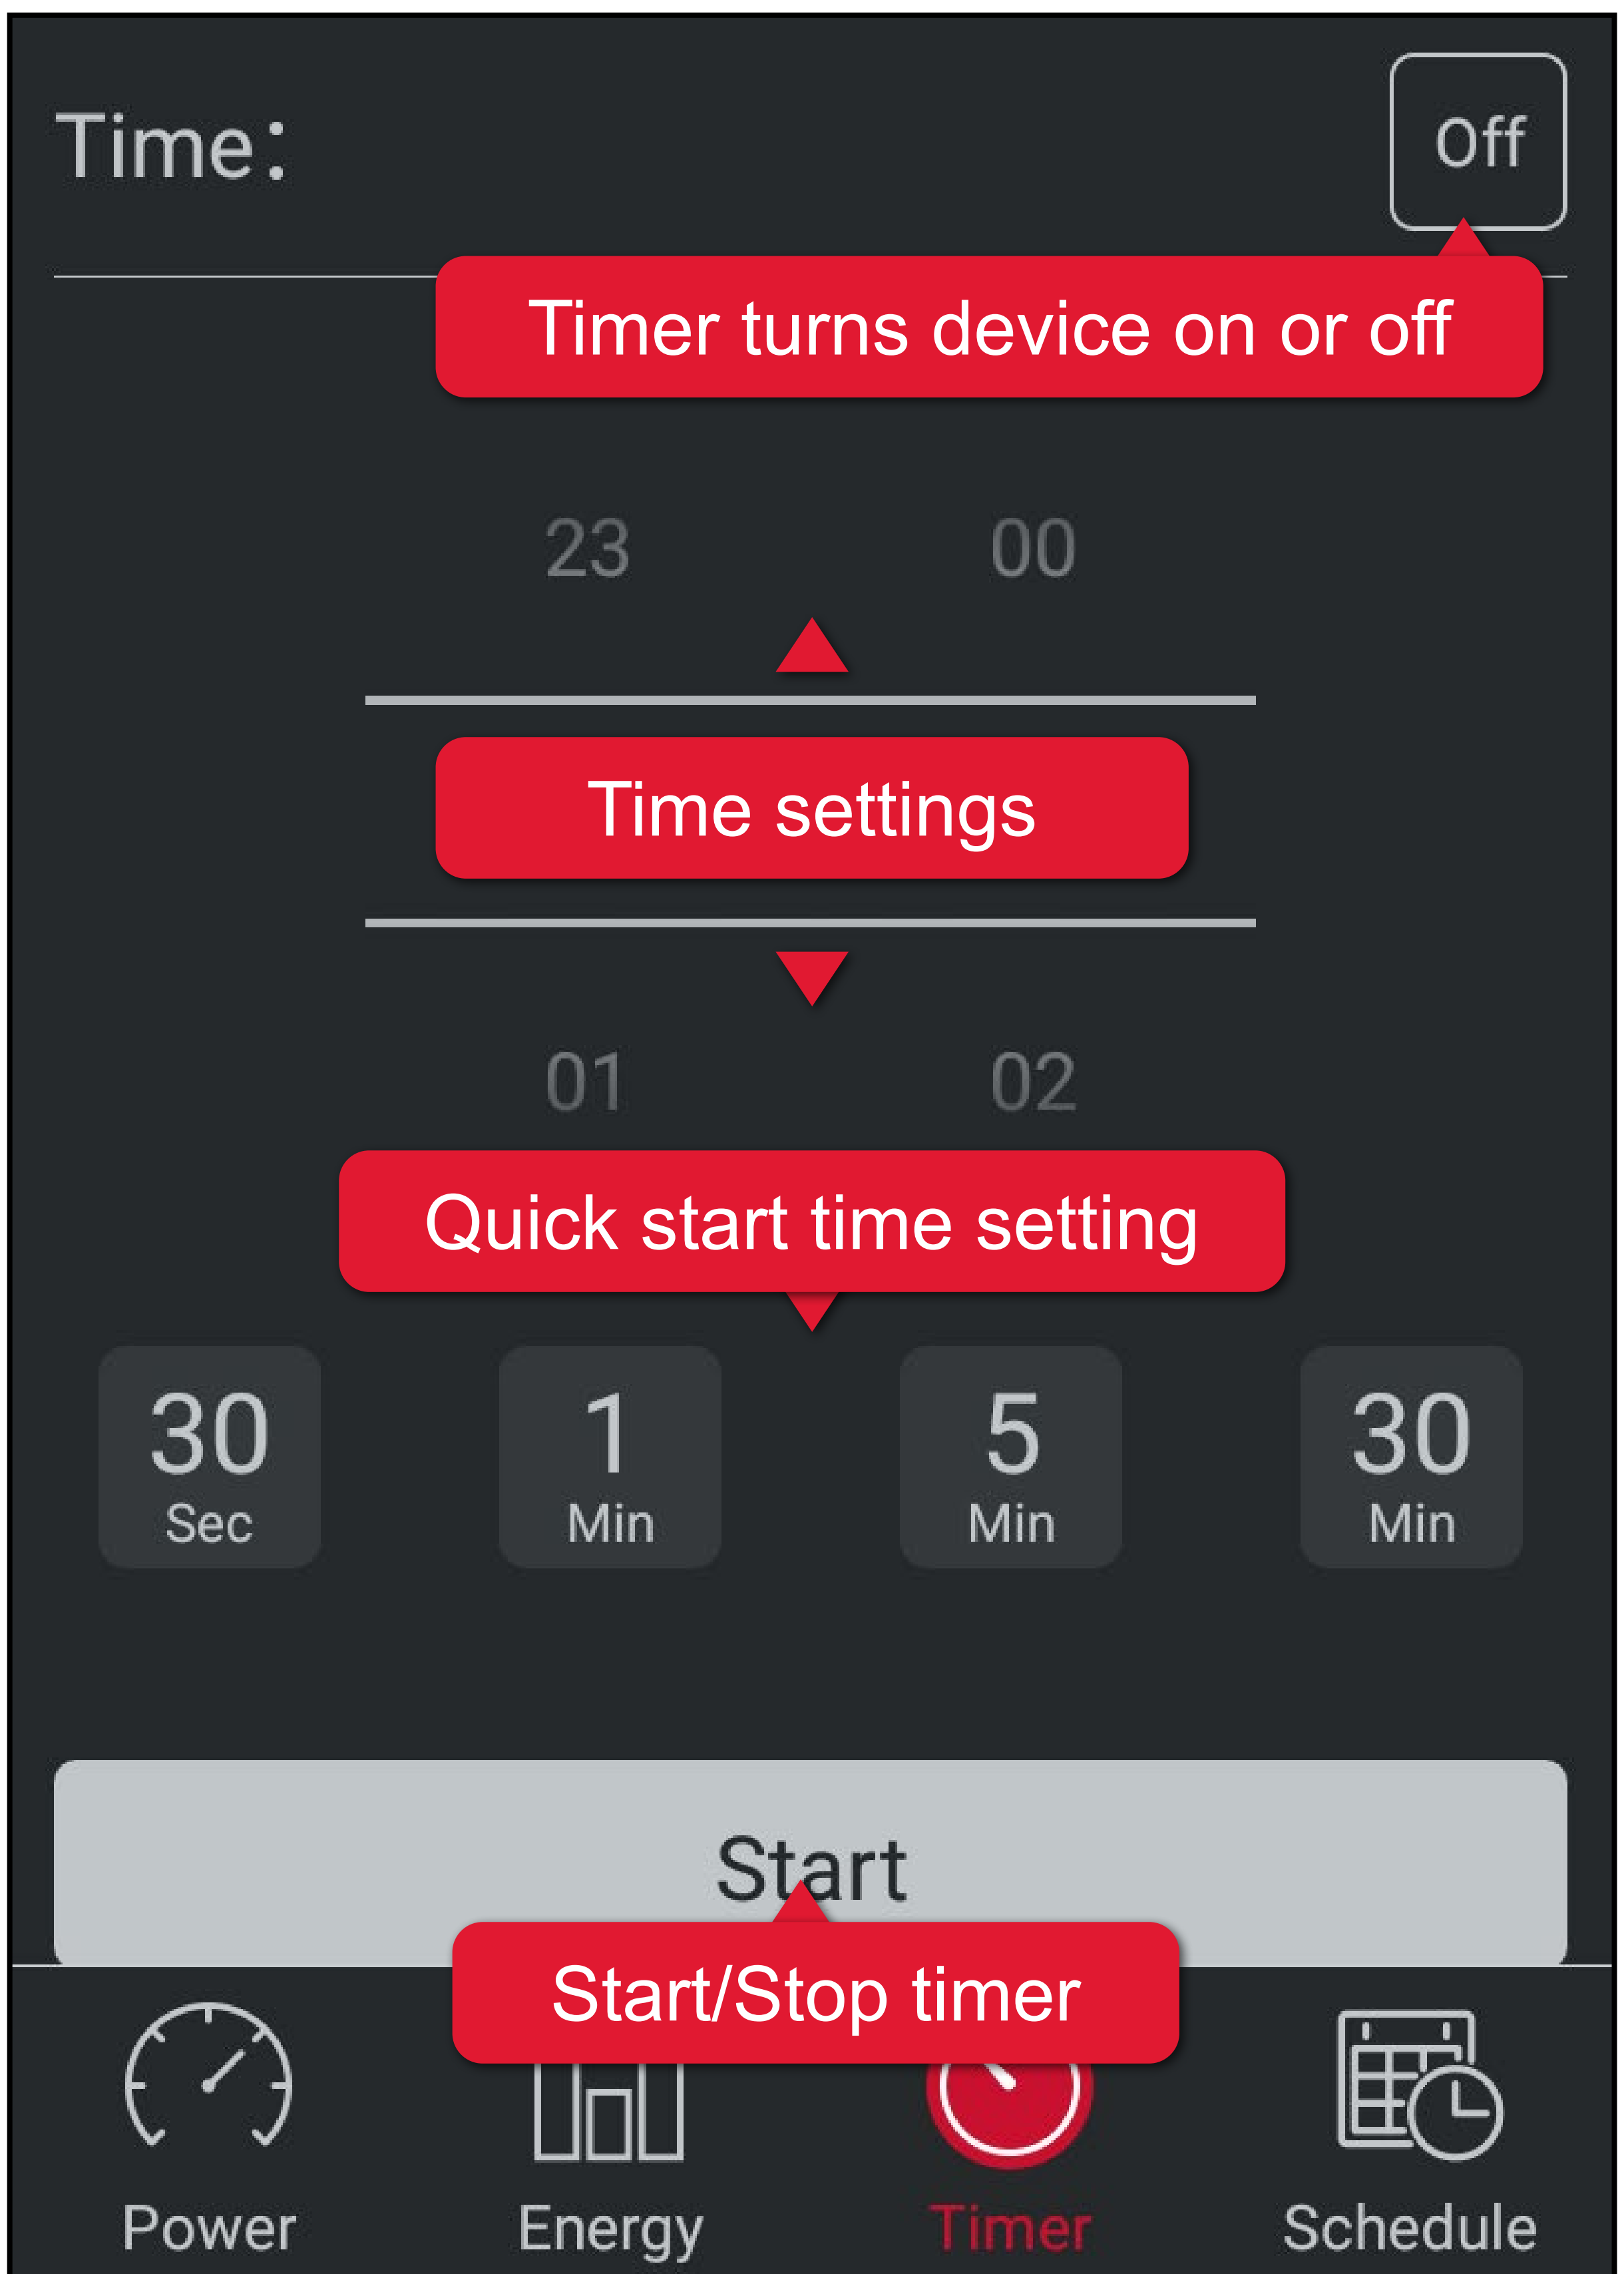 Time:
Off
Timer turns device on or off
23 00
Time settings
01 02
Quick start time setting
30 1 5 30
Sec Min Min Min
Start
Start/Stop timer
Power Energy Timer Schedule